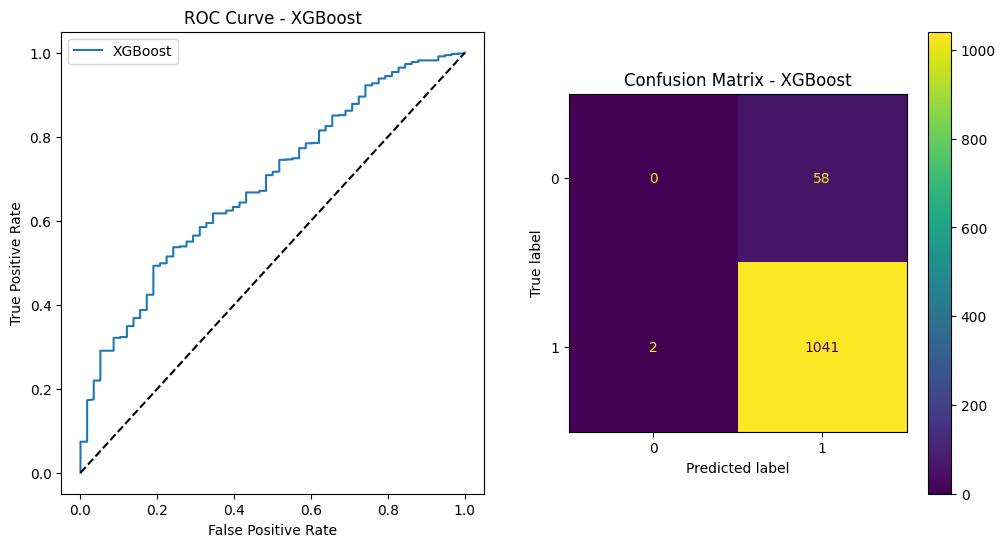 ROC Curve - XGBoost
XGBoost
1.0
0.8
0.6
0.4
0.2
0.0
True Positive Rate
0.0 0.2 0.4 0.6 0.8 1.0
False Positive Rate
Confusion Matrix - XGBoost
0
1
True label
0 58
2 1041
0 1
Predicted label
1000
800
600
400
200
0